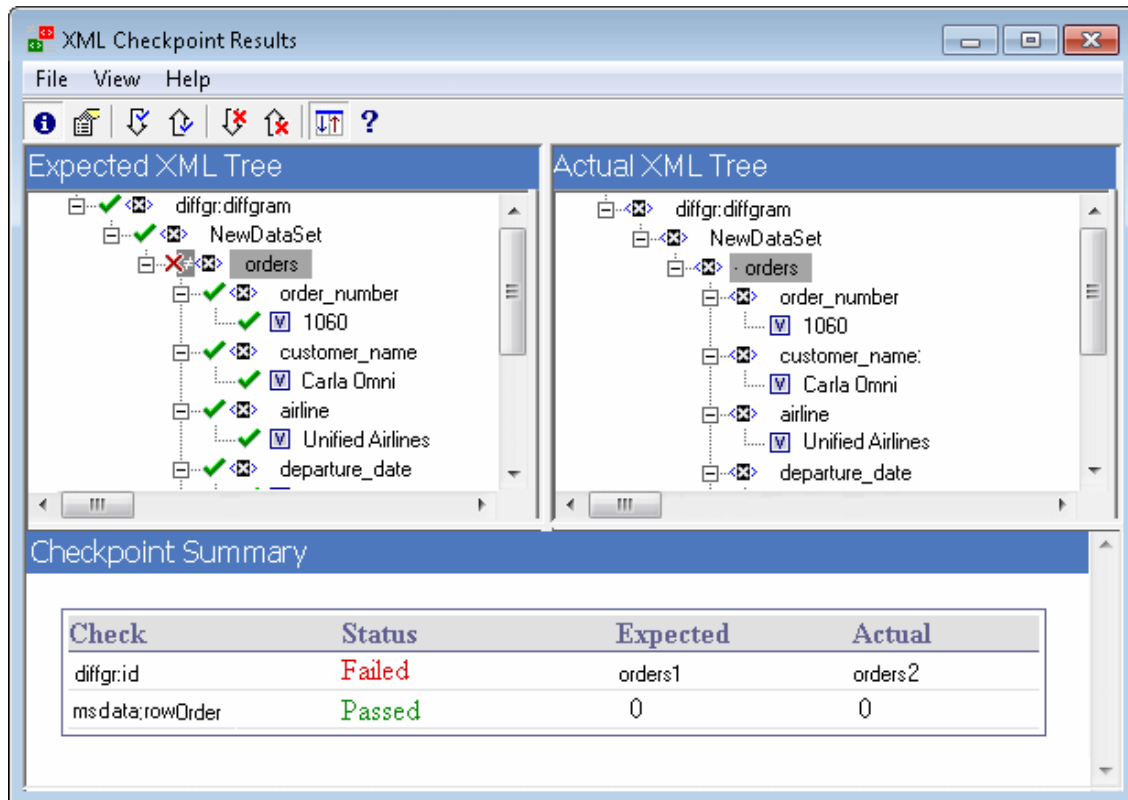 XML Checkpoint Results
File View Help
Expected XML Tree
diffgr:diffgram
NewDataSet
orders
order_number
1060
customer_name
Carla Omni
airline
Unified Airlines
departure_date
Actual XML Tree
diffgr:diffgram
NewDataSet
· orders
order_number
1060
customer_name:
Carla Omni
airline
Unified Airlines
departure_date
Checkpoint Summary
Check Status Expected Actual
diffgr:id Failed orders1 orders2
msdata:rowOrder Passed 0 0